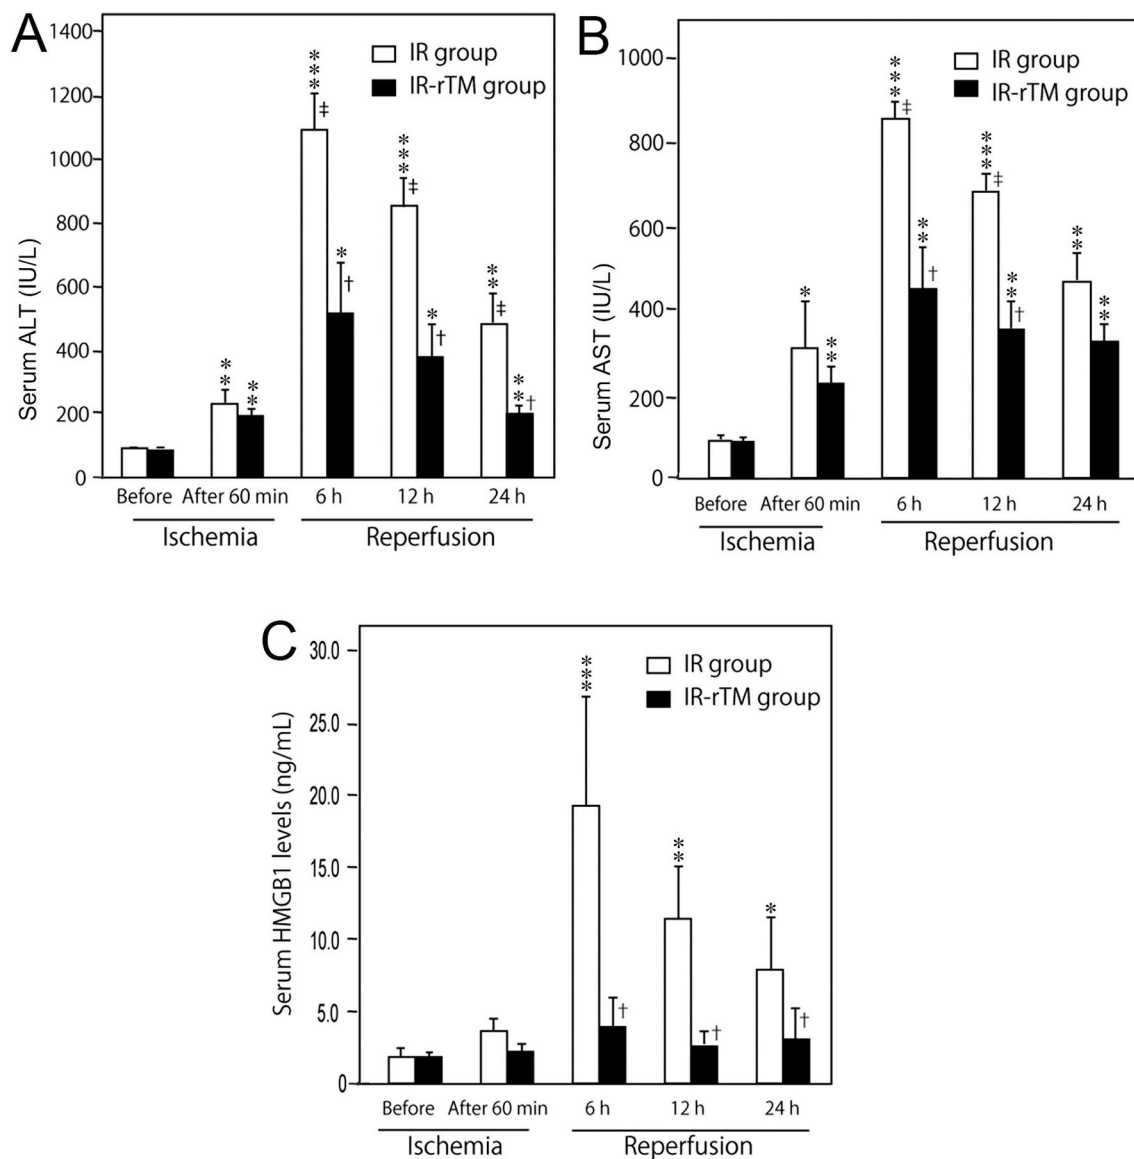 A
1400
1200
1000
800
600
400
200
0
Serum ALT (IU/L)
IR group
IR-rTM group
***
‡
*
†
***
‡
*
†
**
‡
**
†
**
**
Before After 60 min 6 h 12 h 24 h
Ischemia Reperfusion
B
1000
800
600
400
200
0
Serum AST (IU/L)
IR group
IR-rTM group
***
‡
**
†
***
‡
**
†
**
**
*
**
Before After 60 min 6 h 12 h 24 h
Ischemia Reperfusion
C
30.0
25.0
20.0
15.0
10.0
5.0
0
Serum HMGB1 levels (ng/mL)
IR group
IR-rTM group
***
†
**
†
*
†
Before After 60 min 6 h 12 h 24 h
Ischemia Reperfusion